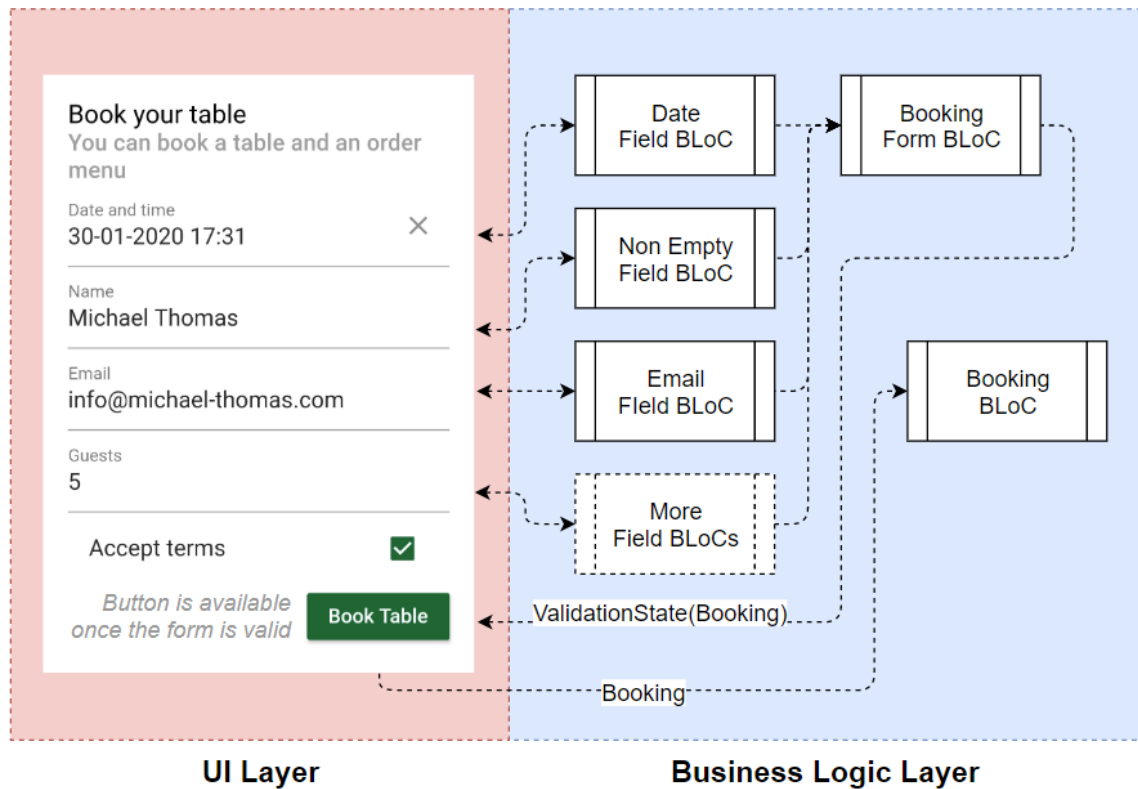 Book your table
You can book a table and an order
menu
Date and time
30-01-2020 17:31
Name
Michael Thomas
Email
info@michael-thomas.com
Guests
5
Accept terms
Button is available
once the form is valid
Book Table
Date
Field BLoC
Booking
Form BLoC
Non Empty
Field BLoC
Email
FIeld BLoC
Booking
BLoC
More
Field BLoCs
ValidationState(Booking)
Booking
UI Layer
Business Logic Layer